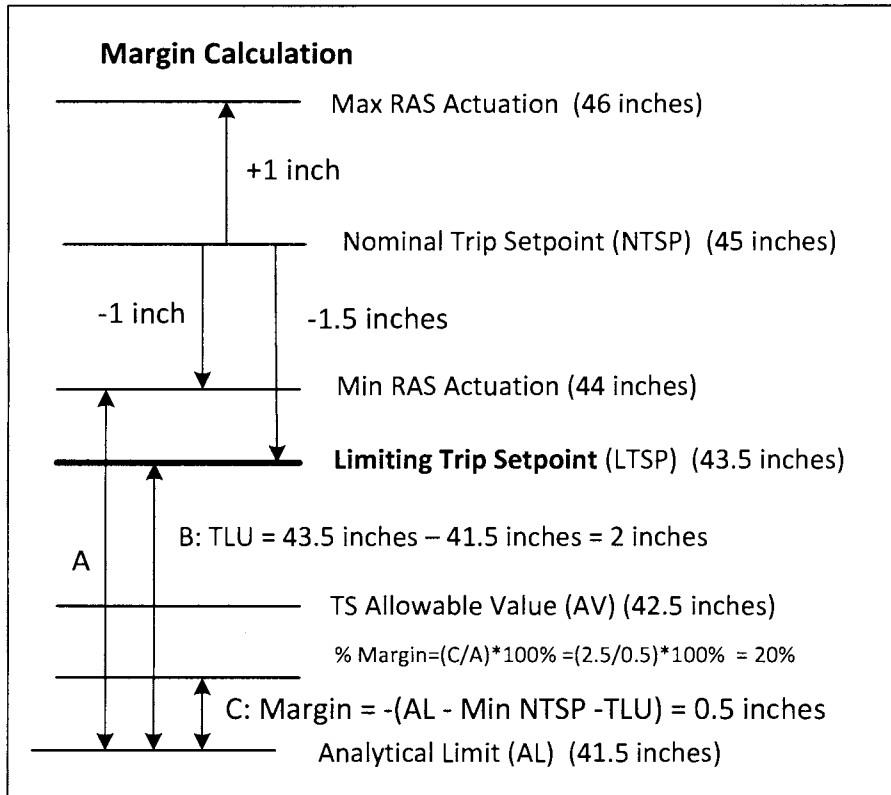 Margin Calculation
Max RAS Actuation (46 inches)
+1 inch
Nominal Trip Setpoint (NTSP) (45 inches)
-1 inch
-1.5 inches
Min RAS Actuation (44 inches)
Limiting Trip Setpoint (LTSP) (43.5 inches)
B: TLU = 43.5 inches – 41.5 inches = 2 inches
A
TS Allowable Value (AV) (42.5 inches)
% Margin=(C/A)*100% =(2.5/0.5)*100% = 20%
C: Margin = -(AL - Min NTSP -TLU) = 0.5 inches
Analytical Limit (AL) (41.5 inches)